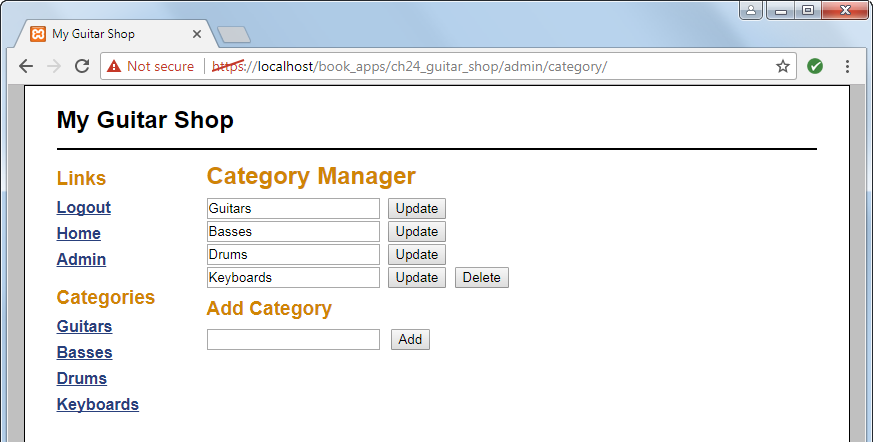 My Guitar Shop
Not secure https://localhost/book_apps/ch24_guitar_shop/admin/category/
My Guitar Shop
Links
Logout
Home
Admin
Categories
Guitars
Basses
Drums
Keyboards
Category Manager
Guitars Update
Basses Update
Drums Update
Keyboards Update Delete
Add Category
Add